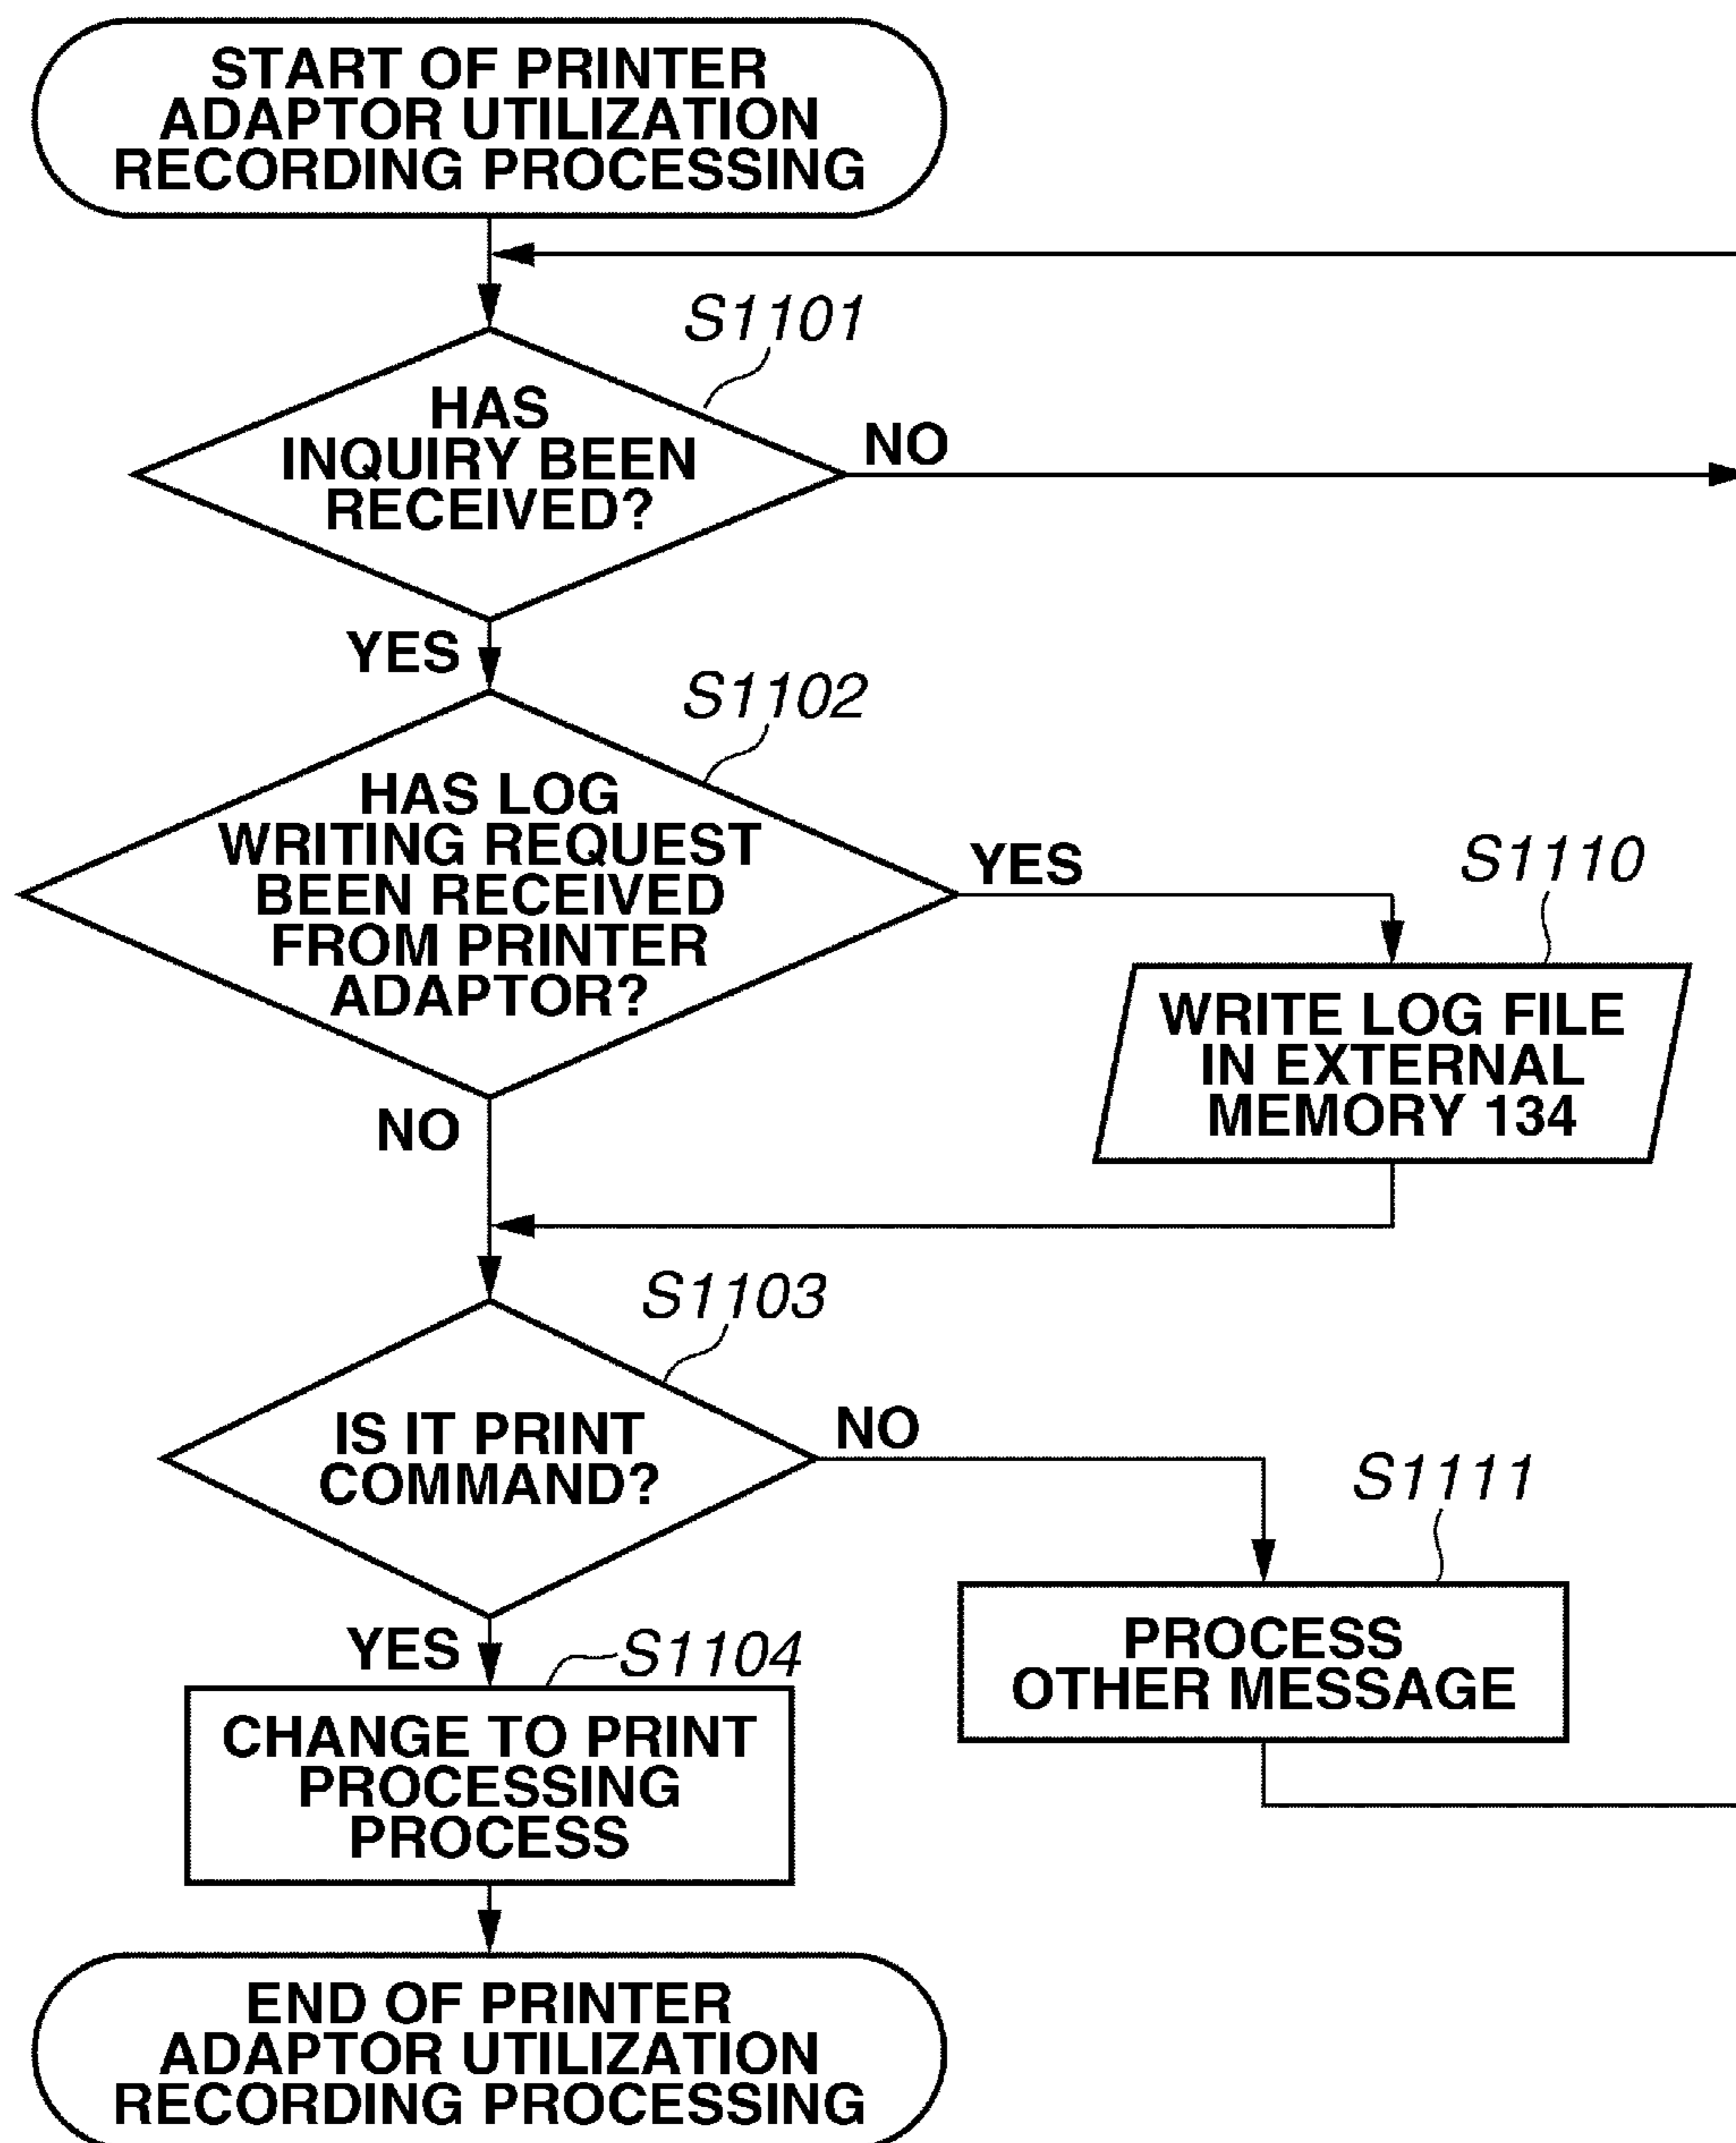 START OF PRINTER
ADAPTOR UTILIZATION
RECORDING PROCESSING
S1101
HAS
INQUIRY BEEN
RECEIVED?
NO
YES
S1102
HAS LOG
WRITING REQUEST
BEEN RECEIVED
FROM PRINTER
ADAPTOR?
YES
S1110
WRITE LOG FILE
IN EXTERNAL
MEMORY 134
NO
S1103
IS IT PRINT
COMMAND?
NO
S1111
PROCESS
OTHER MESSAGE
YES
S1104
CHANGE TO PRINT
PROCESSING
PROCESS
END OF PRINTER
ADAPTOR UTILIZATION
RECORDING PROCESSING